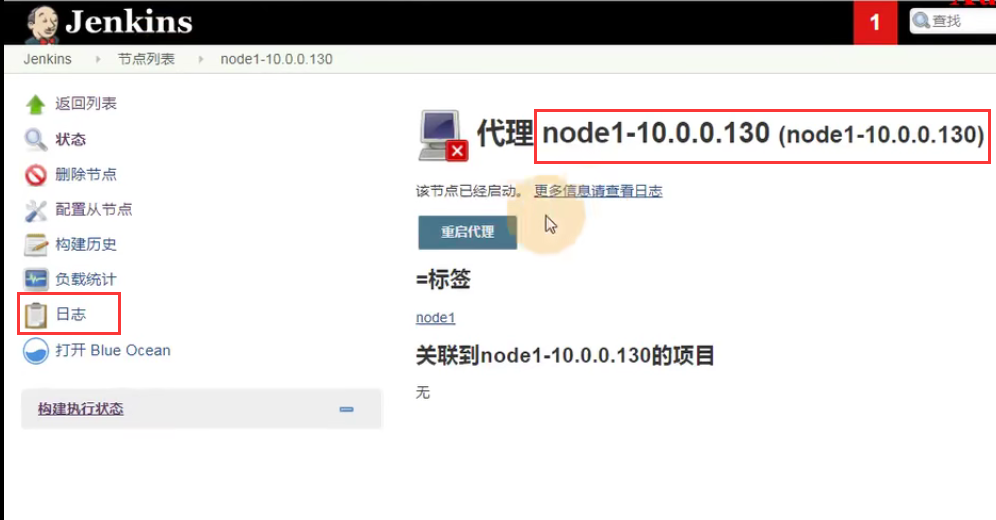 Jenkins
1
查找
Jenkins
节点列表
node1-10.0.0.130
返回列表
状态
删除节点
配置从节点
构建历史
负载统计
日志
打开 Blue Ocean
构建执行状态
代理 node1-10.0.0.130 (node1-10.0.0.130)
该节点已经启动。 更多信息请查看日志
重启代理
=标签
node1
关联到node1-10.0.0.130的项目
无